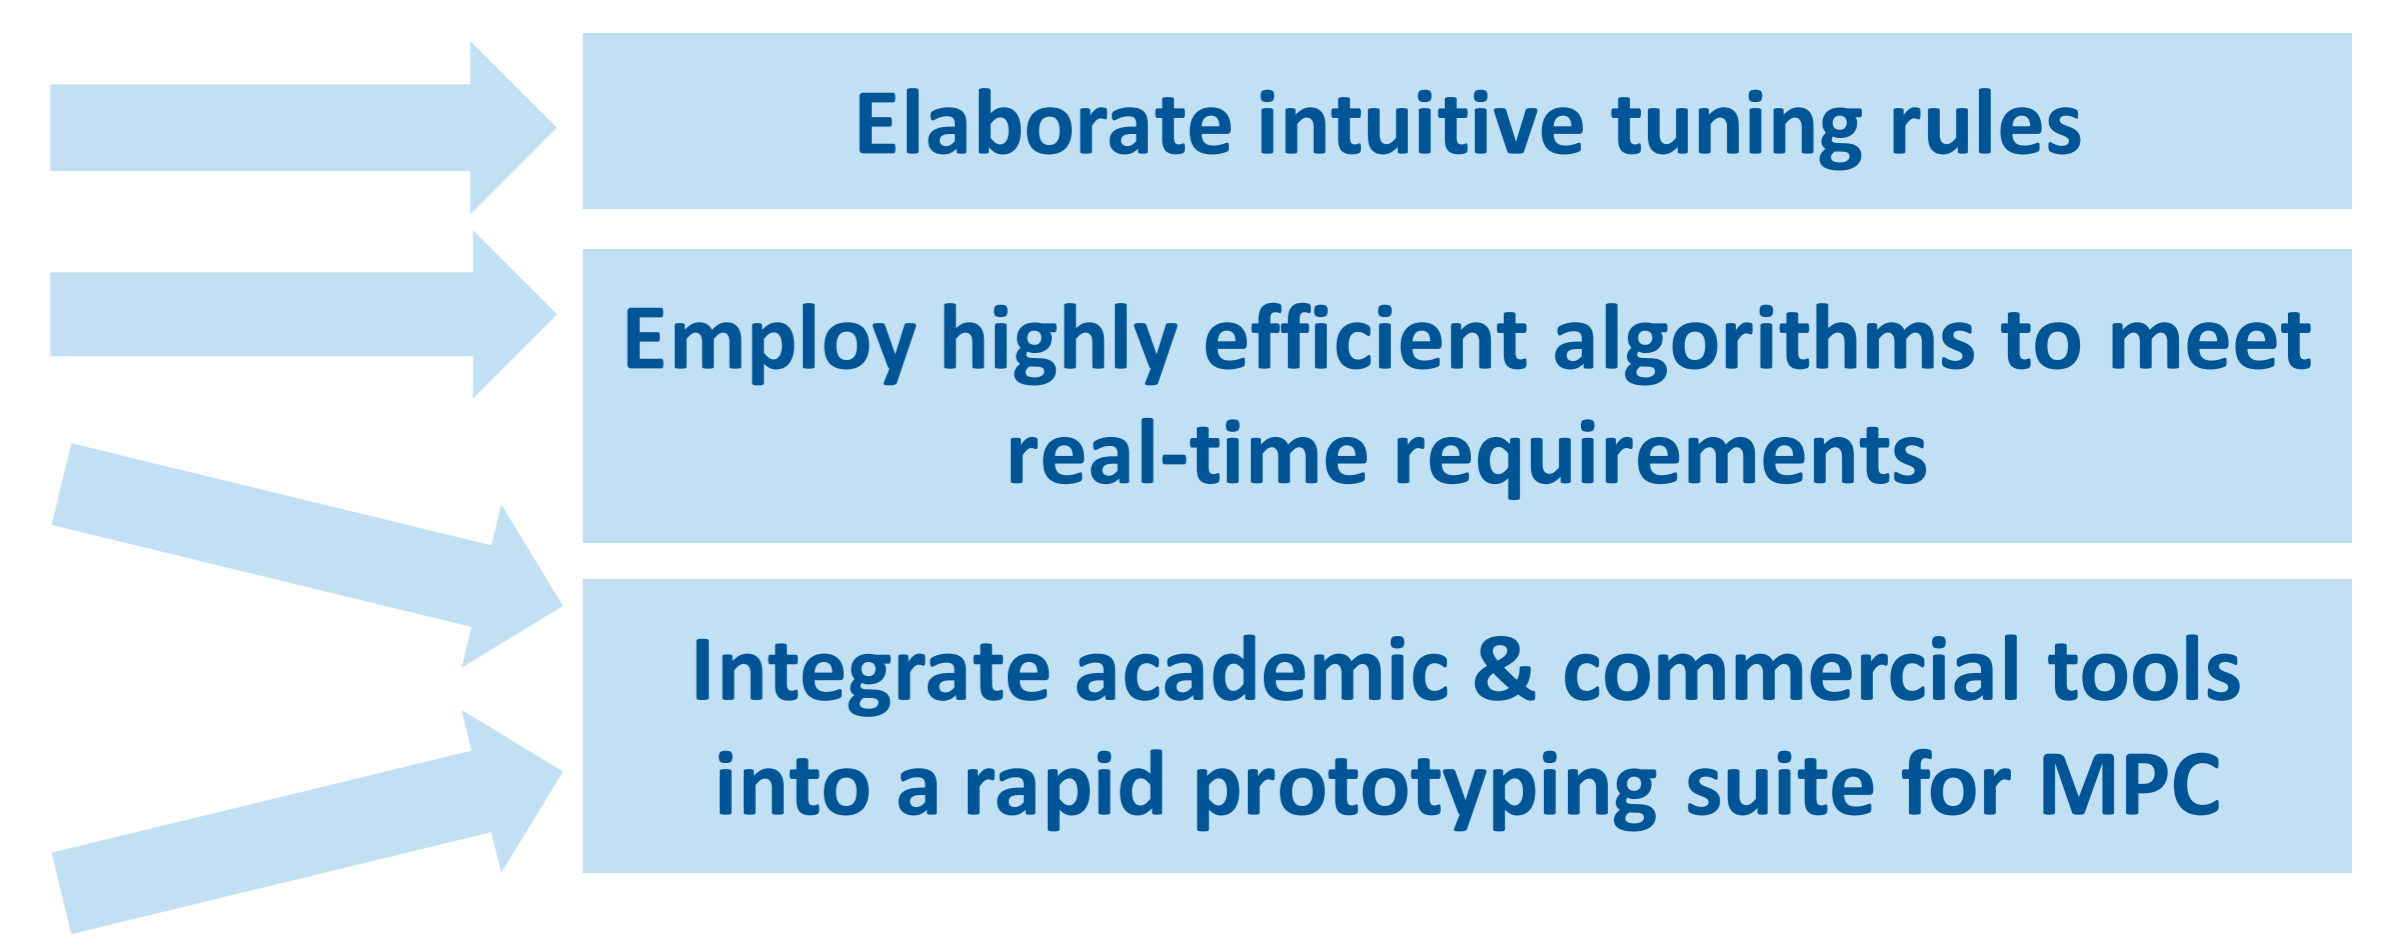 Elaborate intuitive tuning rules
Employ highly efficient algorithms to meet
real-time requirements
Integrate academic & commercial tools
into a rapid prototyping suite for MPC